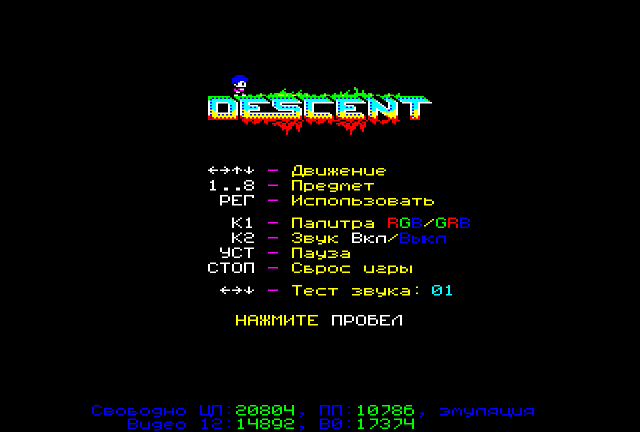 DESCENT
←→↑↓ - Движение
1..8 - Предмет
РЕГ - Использовать
К1 - Палитра RGB/GRB
К2 - Звук Вкл/Выкл
УСТ - Пауза
СТОП - Сброс игры
←→↓ - Тест звука: 01
НАЖМИТЕ ПРОБЕЛ
Свободно ЦП:20804, ПП:10786, эмуляция
Видео 12:14892, В0:17374